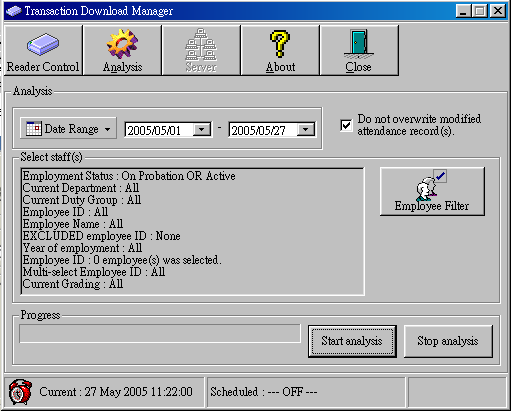 Transaction Download Manager
Reader Control Analysis Server About Close
Analysis
Date Range 2005/05/01 - 2005/05/27
Do not overwrite modified
attendance record(s).
Select staff(s)
Employment Status : On Probation OR Active
Current Department : All
Current Duty Group : All
Employee ID : All
Employee Name : All
EXCLUDED employee ID : None
Year of employment : All
Employee ID : 0 employee(s) was selected.
Multi-select Employee ID : All
Current Grading : All
Employee Filter
Progress
Start analysis Stop analysis
Current : 27 May 2005 11:22:00 Scheduled : --- OFF ---